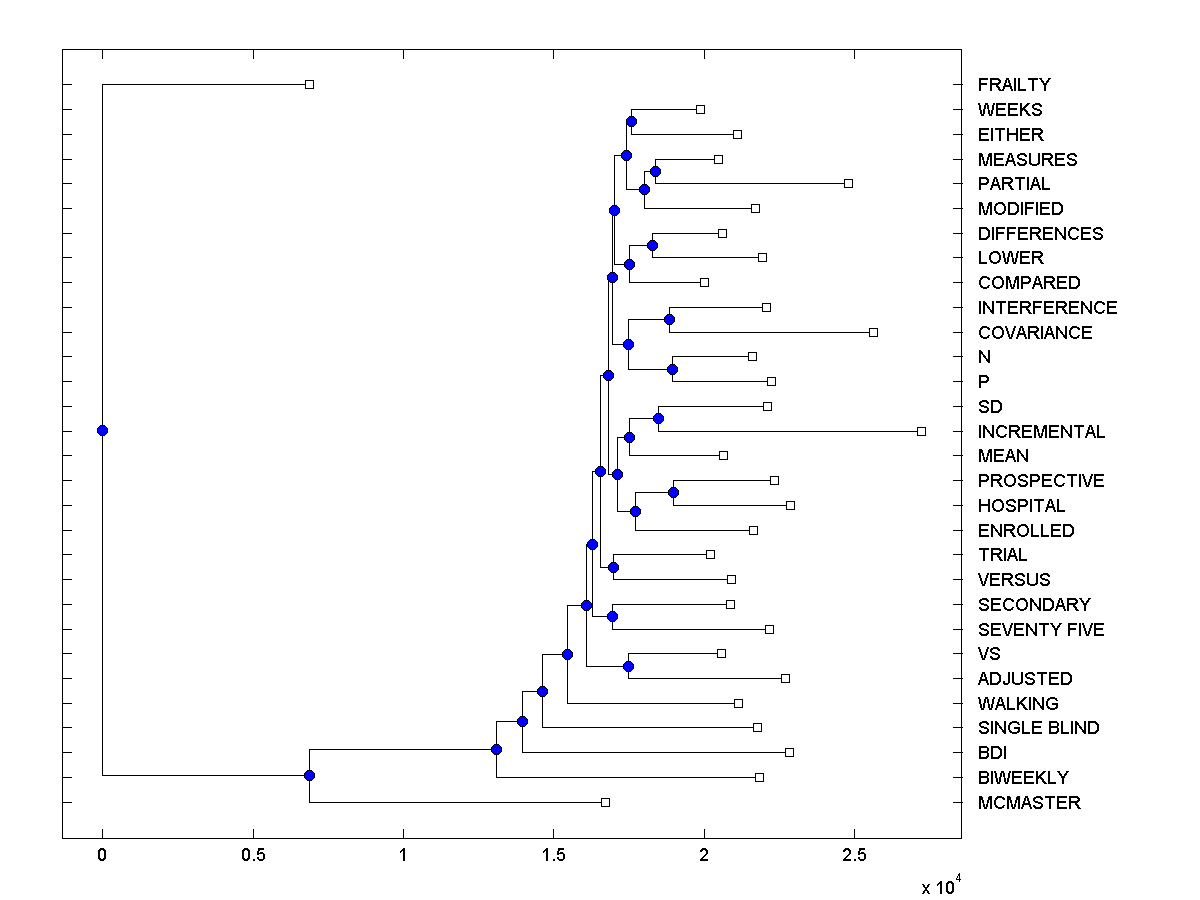 FRAILTY
WEEKS
EITHER
MEASURES
PARTIAL
MODIFIED
DIFFERENCES
LOWER
COMPARED
INTERFERENCE
COVARIANCE
N
P
SD
INCREMENTAL
MEAN
PROSPECTIVE
HOSPITAL
ENROLLED
TRIAL
VERSUS
SECONDARY
SEVENTY FIVE
VS
ADJUSTED
WALKING
SINGLE BLIND
BDI
BIWEEKLY
MCMASTER
0 0.5 1 1.5 2 2.5
x 10^4